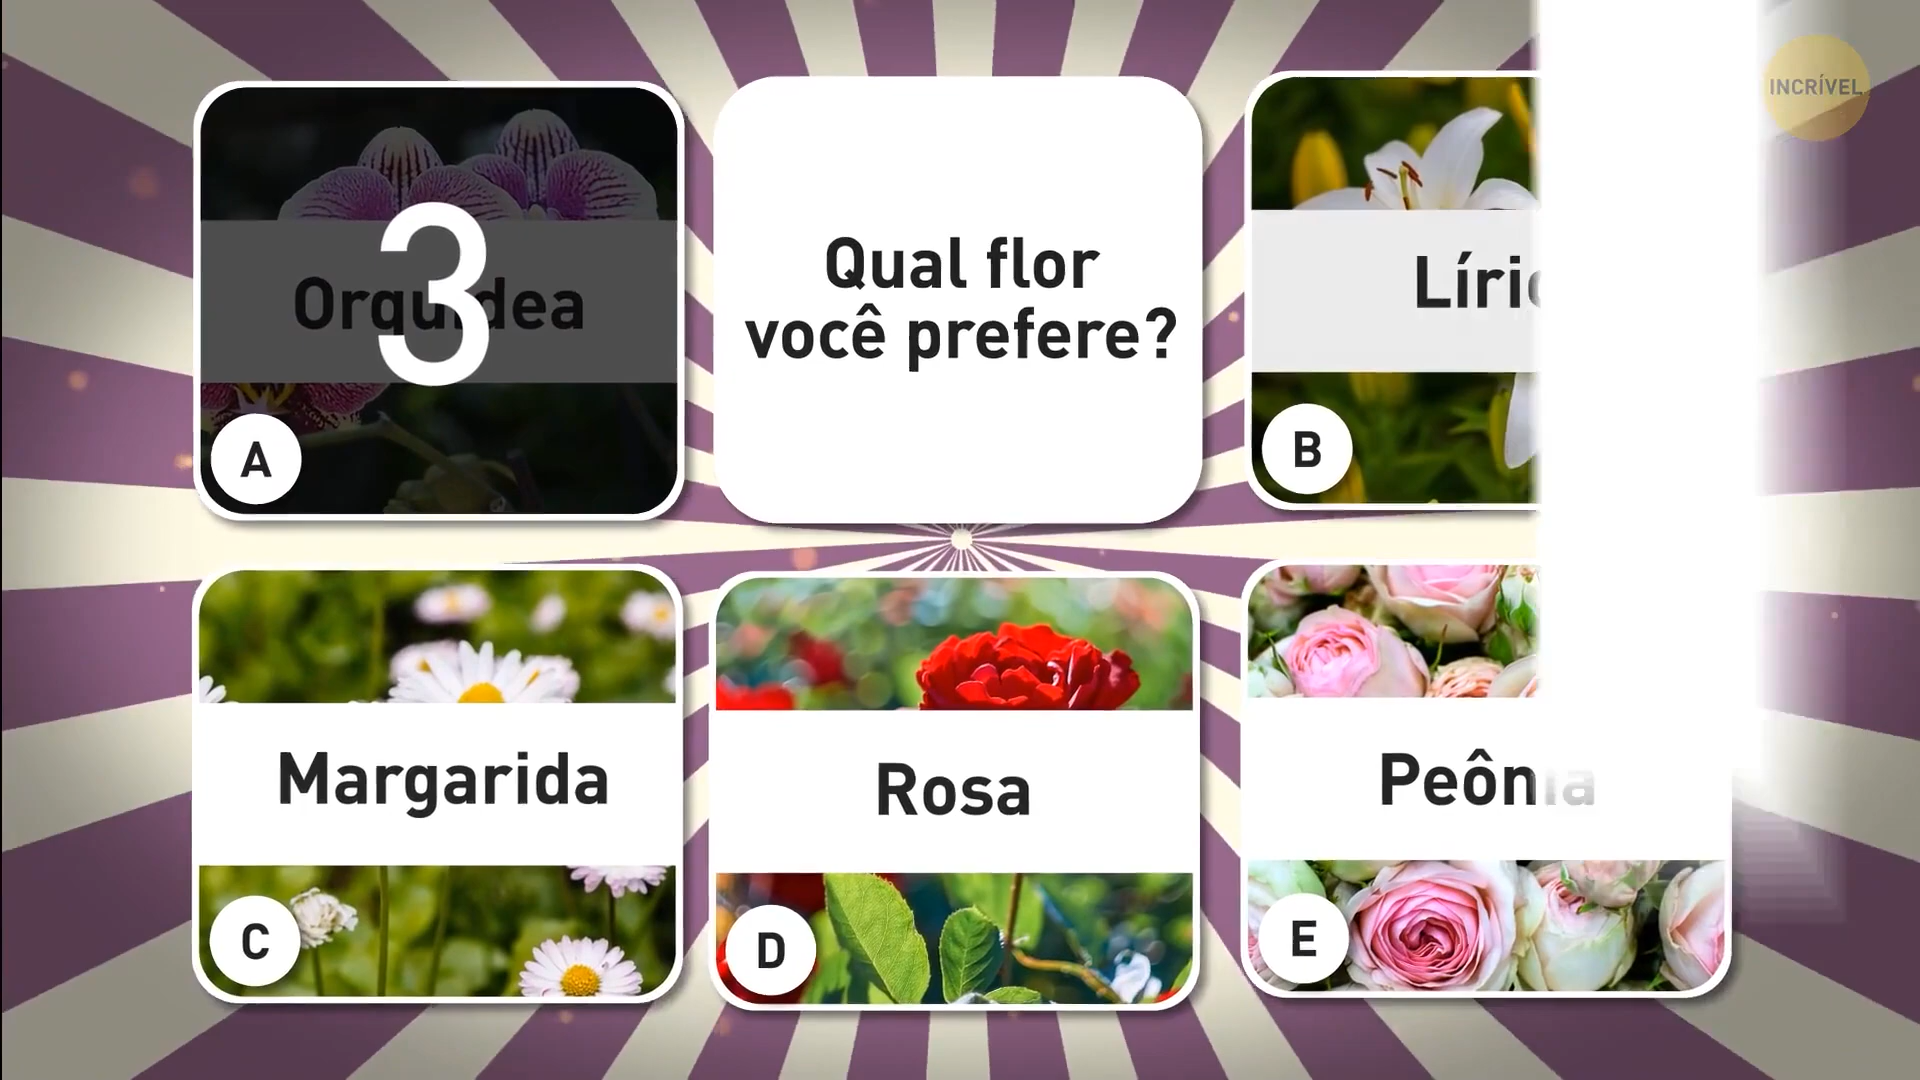 INCRÍVEL
3
A
Qual flor
você prefere?
B
Margarida
C
Rosa
D
E